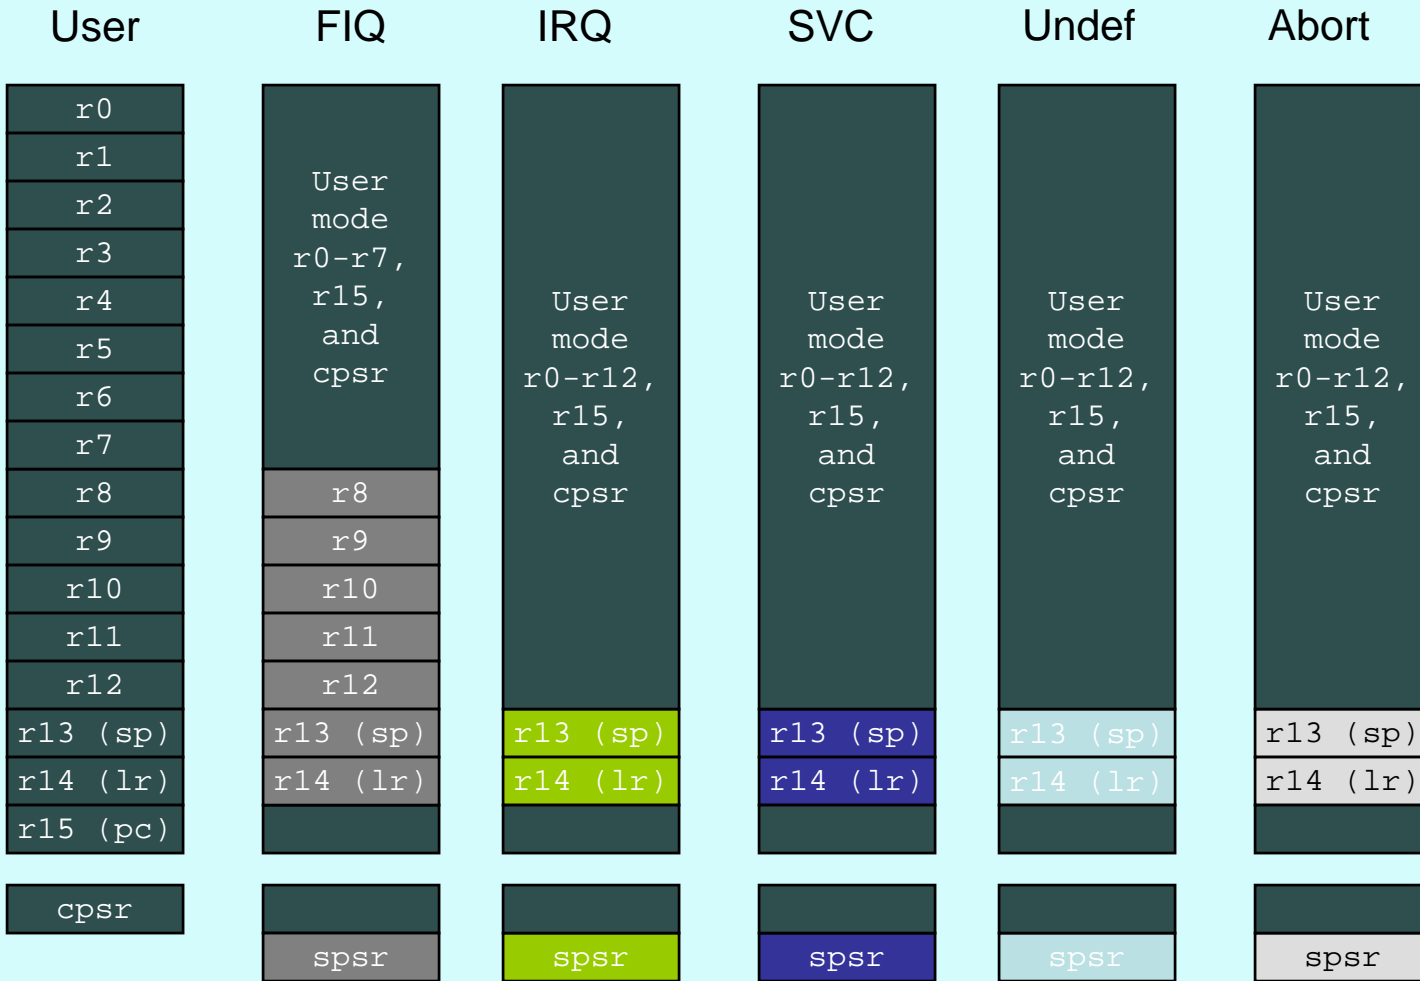 User
FIQ
IRQ
SVC
Undef
Abort
r0
r1
r2
r3
r4
r5
r6
r7
r8
r9
r10
r11
r12
r13 (sp)
r14 (lr)
r15 (pc)
cpsr
User
mode
r0-r7,
r15,
and
cpsr
r8
r9
r10
r11
r12
r13 (sp)
r14 (lr)
spsr
User
mode
r0-r12,
r15,
and
cpsr
r13 (sp)
r14 (lr)
spsr
User
mode
r0-r12,
r15,
and
cpsr
r13 (sp)
r14 (lr)
spsr
User
mode
r0-r12,
r15,
and
cpsr
r13 (sp)
r14 (lr)
spsr
User
mode
r0-r12,
r15,
and
cpsr
r13 (sp)
r14 (lr)
spsr